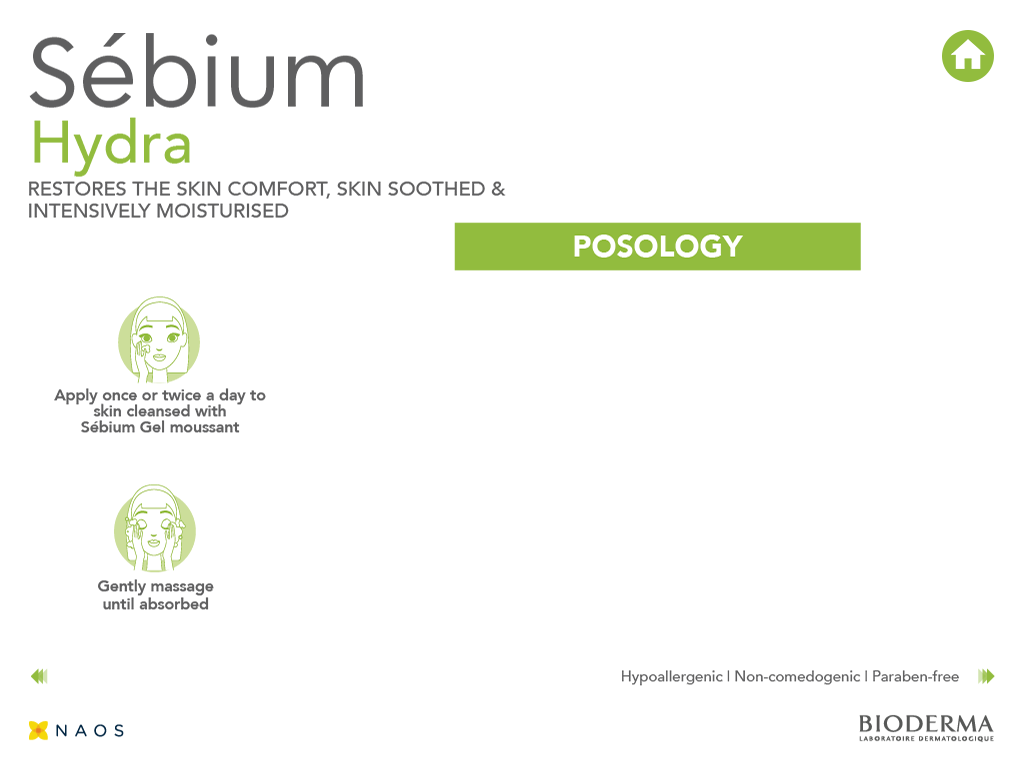 Sébium
Hydra
RESTORES THE SKIN COMFORT, SKIN SOOTHED &
INTENSIVELY MOISTURISED
POSOLOGY
Apply once or twice a day to
skin cleansed with
Sébium Gel moussant
Gently massage
until absorbed
Hypoallergenic | Non-comedogenic | Paraben-free
NAOS
BIODERMA
LABORATOIRE DERMATOLOGIQUE